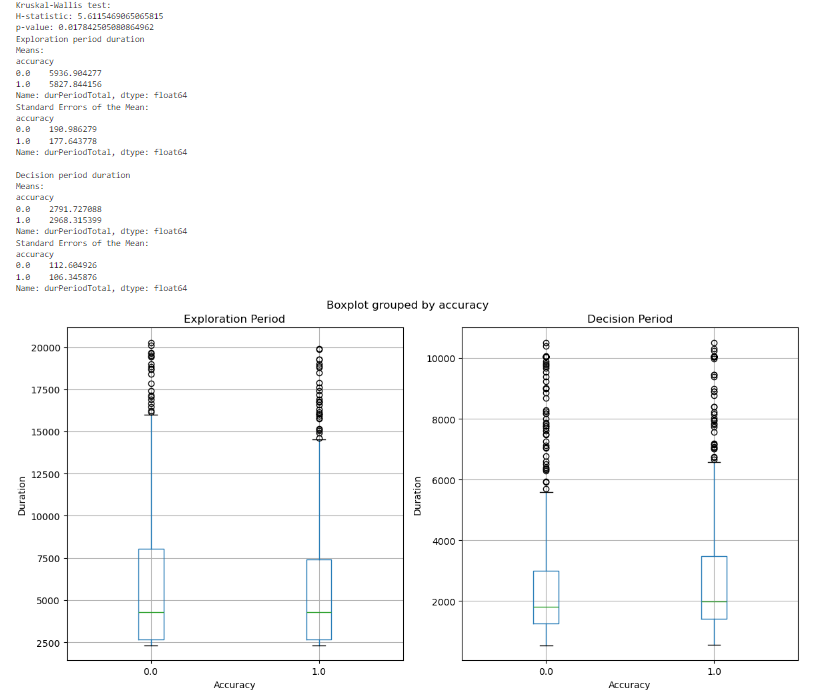 Kruskal-Wallis test:
H-statistic: 5.6115469065065815
p-value: 0.017842505080864962
Exploration period duration
Means:
accuracy
0.0    5936.904277
1.0    5827.844156
Name: durPeriodTotal, dtype: float64
Standard Errors of the Mean:
accuracy
0.0    190.986279
1.0    177.643778
Name: durPeriodTotal, dtype: float64
Decision period duration
Means:
accuracy
0.0    2791.727088
1.0    2968.315399
Name: durPeriodTotal, dtype: float64
Standard Errors of the Mean:
accuracy
0.0    112.604926
1.0    106.345876
Name: durPeriodTotal, dtype: float64
Boxplot grouped by accuracy
Exploration Period
20000
17500
15000
12500
10000
7500
5000
2500
Duration
0.0 1.0
Accuracy
Decision Period
10000
8000
6000
4000
2000
Duration
0.0 1.0
Accuracy